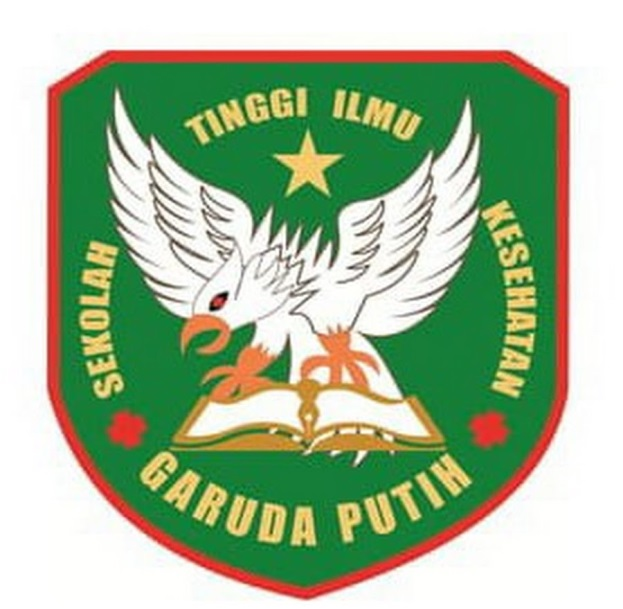 SEKOLAH
TINGGI ILMU
KESEHATAN
GARUDA PUTIH